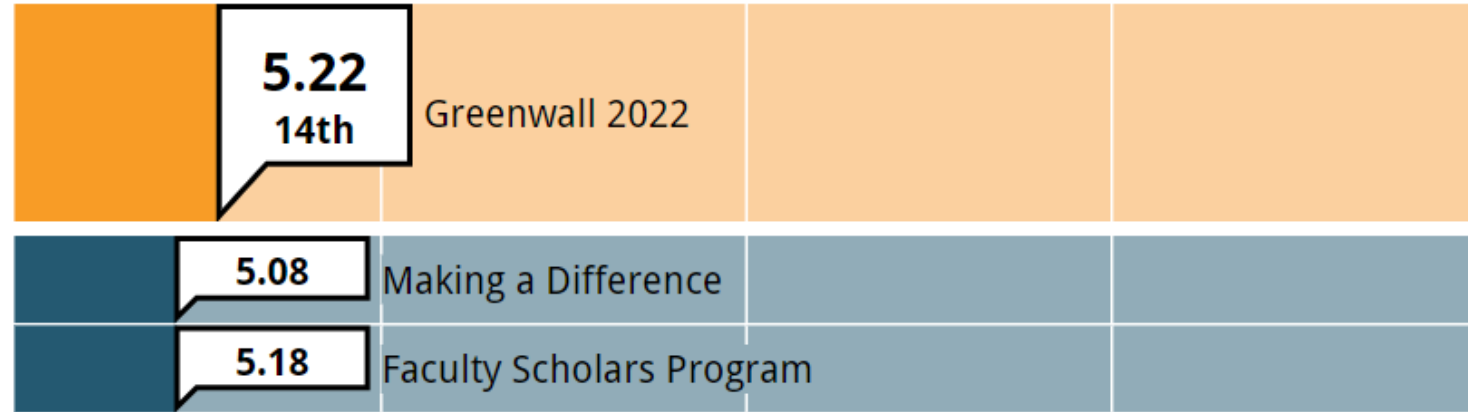 5.22
14th
Greenwall 2022
5.08
Making a Difference
5.18
Faculty Scholars Program